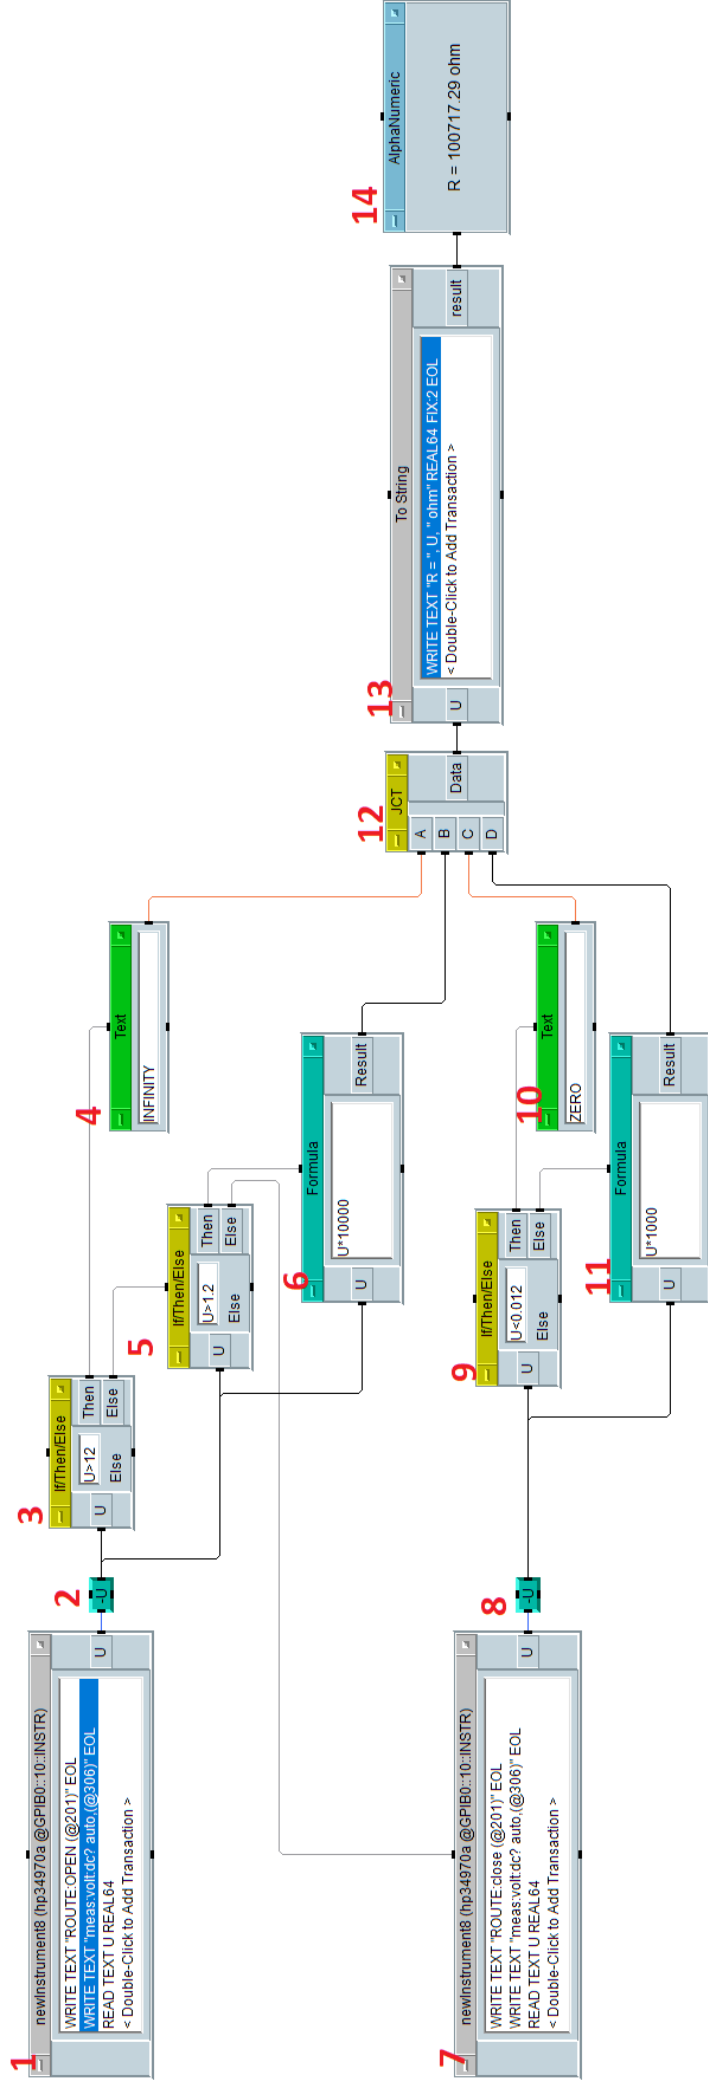 1
newInstrument8 (hp34970a @GPIB0::10::INSTR)
WRITE TEXT "ROUTE:OPEN (@201)" EOL
WRITE TEXT "meas:volt:dc? auto,(@306)" EOL
READ TEXT U REAL64
< Double-Click to Add Transaction >
U
2
-U
3
If/Then/Else
U
U>12
Else
Then
Else
4
Text
INFINITY
5
If/Then/Else
U
U>1.2
Else
Then
Else
6
Formula
U
U*10000
Result
7
newInstrument8 (hp34970a @GPIB0::10::INSTR)
WRITE TEXT "ROUTE:close (@201)" EOL
WRITE TEXT "meas:volt:dc? auto,(@306)" EOL
READ TEXT U REAL64
< Double-Click to Add Transaction >
U
8
-U
9
If/Then/Else
U
U<0.012
Else
Then
Else
10
Text
ZERO
11
Formula
U
U*1000
Result
12
JCT
A
B
C
D
Data
13
To String
U
WRITE TEXT "R = ", U, " ohm" REAL64 FIX:2 EOL
< Double-Click to Add Transaction >
result
14
AlphaNumeric
R = 100717.29 ohm